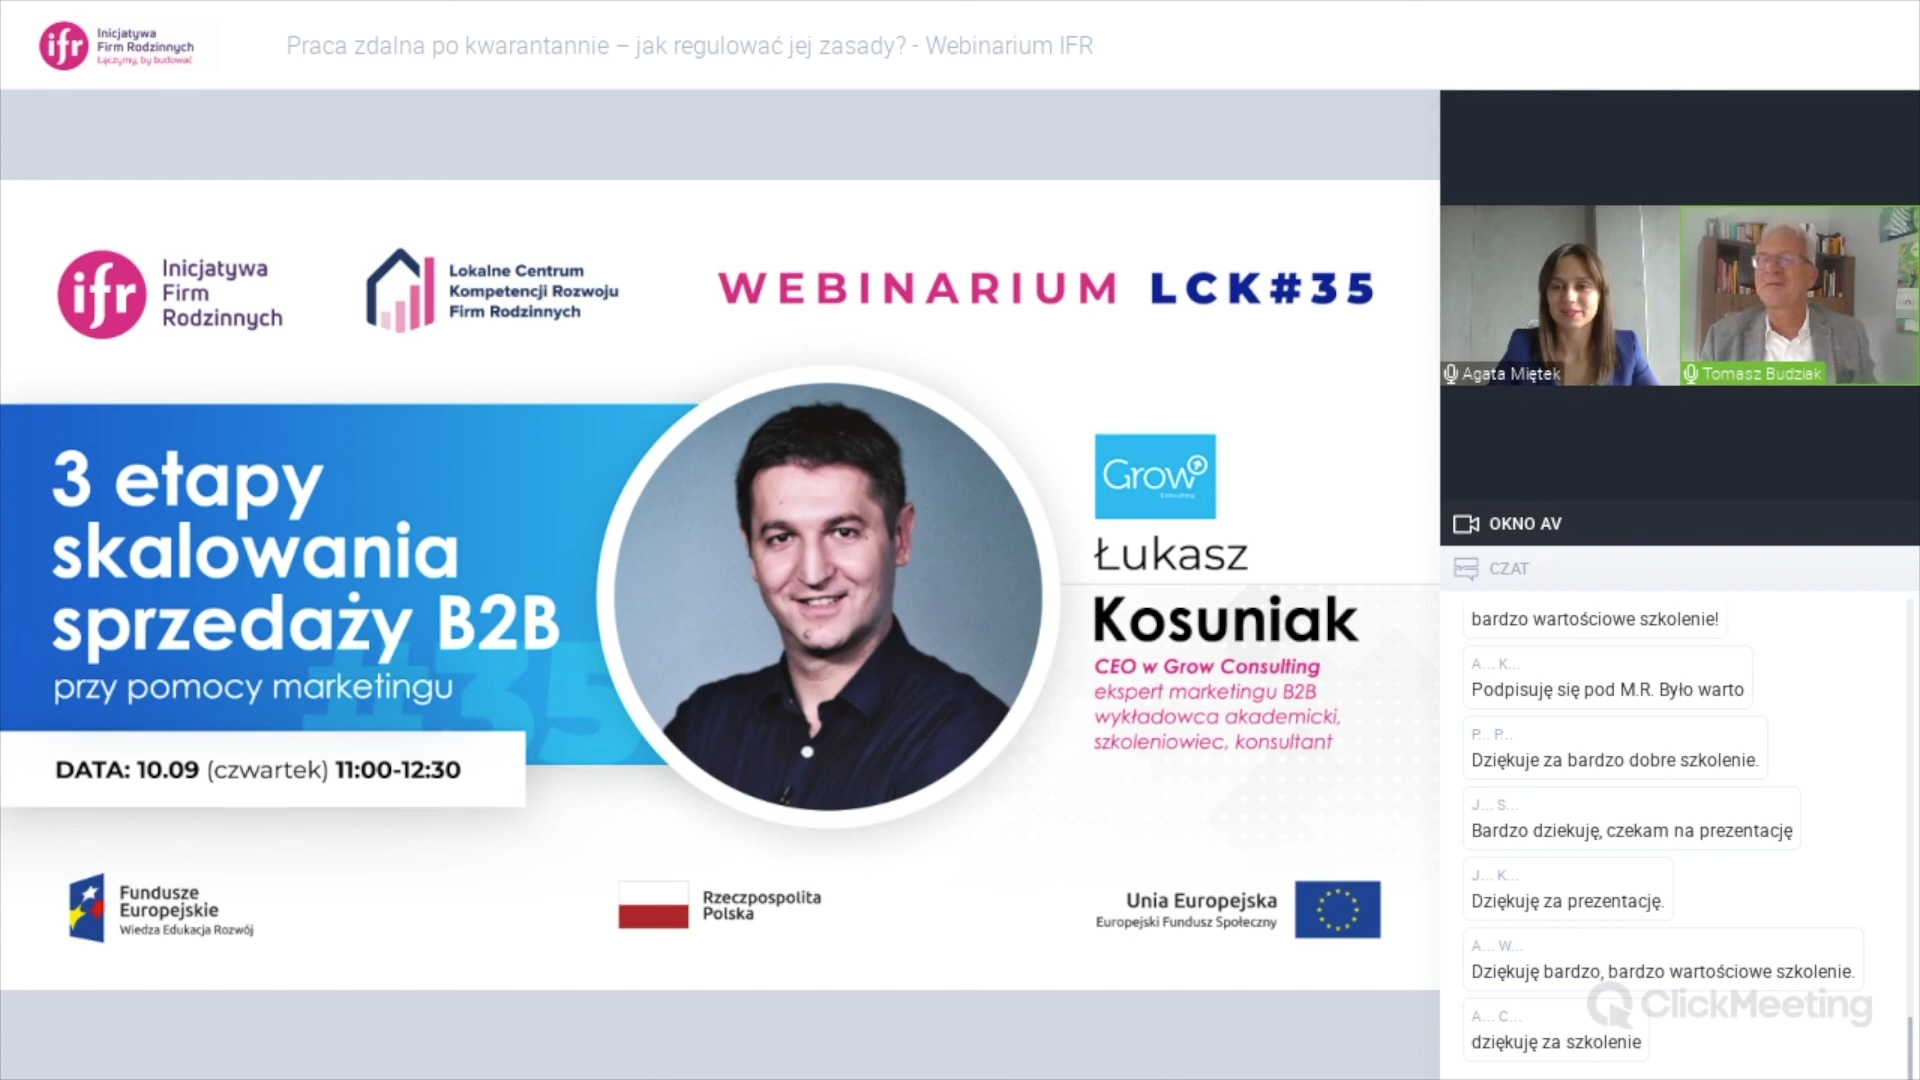 ifr
Inicjatywa
Firm Rodzinnych
Łączymy, by budować
Praca zdalna po kwarantannie – jak regulować jej zasady? - Webinarium IFR
ifr
Inicjatywa
Firm
Rodzinnych
Lokalne Centrum
Kompetencji Rozwoju
Firm Rodzinnych
WEBINARIUM LCK#35
3 etapy
skalowania
sprzedaży B2B
przy pomocy marketingu
#35
DATA: 10.09 (czwartek) 11:00-12:30
Grow
Consulting
Łukasz
Kosuniak
CEO w Grow Consulting
ekspert marketingu B2B
wykładowca akademicki,
szkoleniowiec, konsultant
Fundusze
Europejskie
Wiedza Edukacja Rozwój
Rzeczpospolita
Polska
Unia Europejska
Europejski Fundusz Społeczny
Agata Miętek
Tomasz Budziak
OKNO AV
CZAT
bardzo wartościowe szkolenie!
A... K...
Podpisuję się pod M.R. Było warto
P... P...
Dziękuje za bardzo dobre szkolenie.
J... S...
Bardzo dziekuję, czekam na prezentację
J... K...
Dziękuję za prezentację.
A... W...
Dziękuję bardzo, bardzo wartościowe szkolenie.
A... C...
dziękuję za szkolenie
ClickMeeting